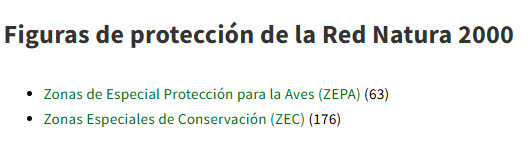 Figuras de protección de la Red Natura 2000
Zonas de Especial Protección para la Aves (ZEPA) (63)
Zonas Especiales de Conservación (ZEC) (176)